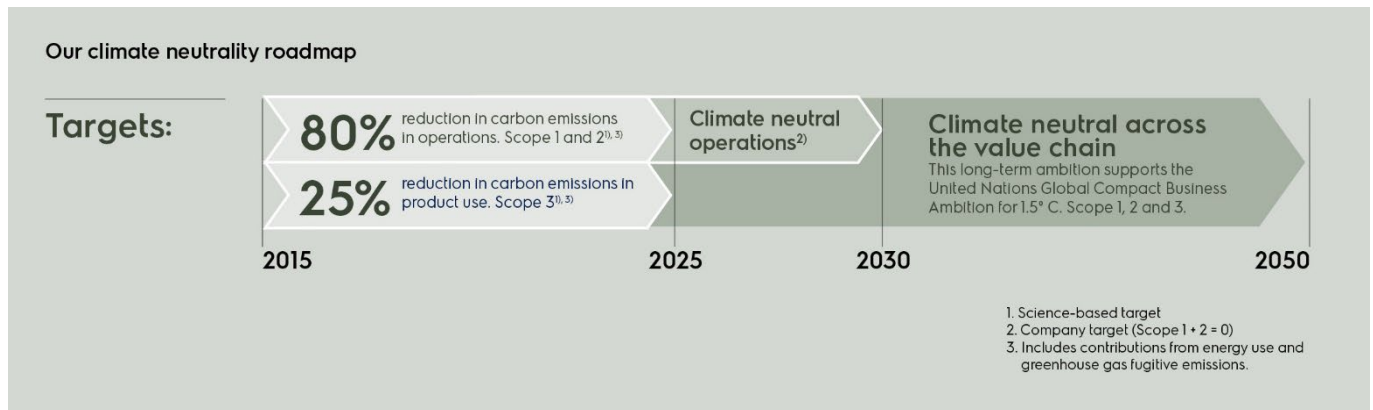 Our climate neutrality roadmap
Targets:
80%
reduction in carbon emissions
in operations. Scope 1 and 2¹⁾, ³⁾
25%
reduction in carbon emissions in
product use. Scope 3¹⁾, ³⁾
Climate neutral
operations²⁾
Climate neutral across
the value chain
This long-term ambition supports the
United Nations Global Compact Business
Ambition for 1.5° C. Scope 1, 2 and 3.
2015
2025
2030
2050
1. Science-based target
2. Company target (Scope 1 + 2 = 0)
3. Includes contributions from energy use and
greenhouse gas fugitive emissions.